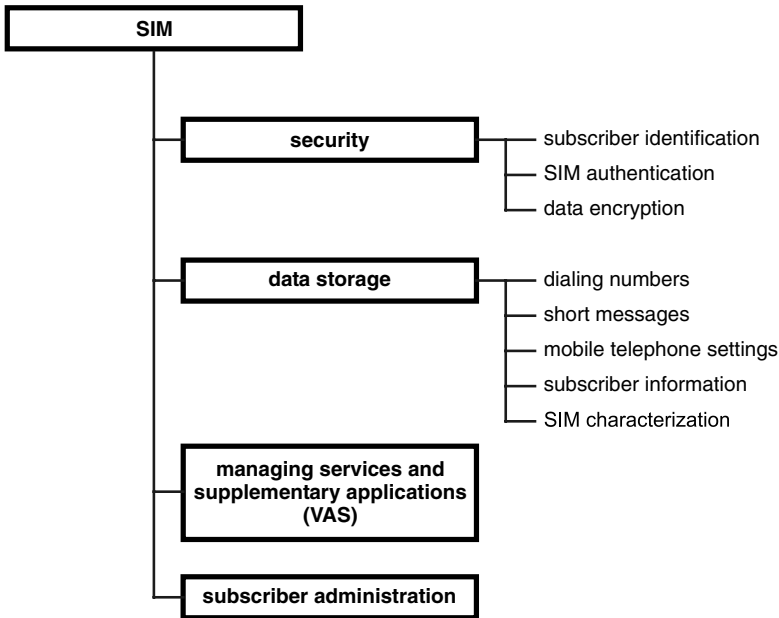 SIM
security
subscriber identification
SIM authentication
data encryption
data storage
dialing numbers
short messages
mobile telephone settings
subscriber information
SIM characterization
managing services and
supplementary applications
(VAS)
subscriber administration